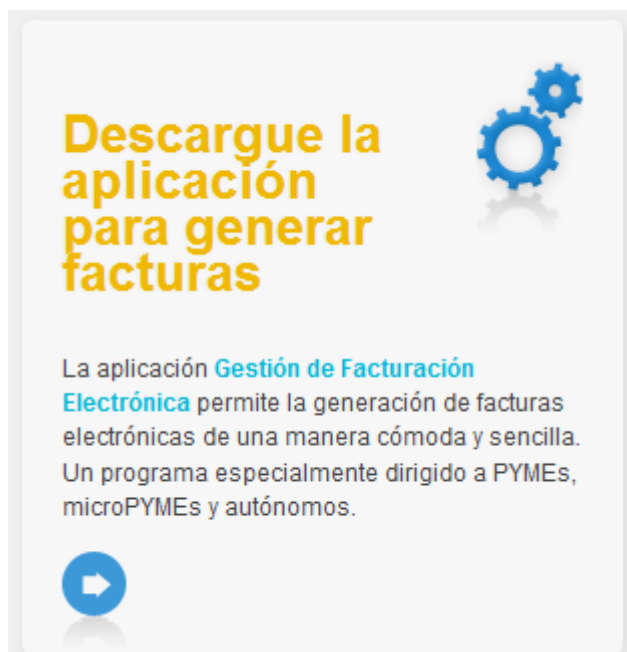 Descargue la
aplicación
para generar
facturas
La aplicación Gestión de Facturación
Electrónica permite la generación de facturas
electrónicas de una manera cómoda y sencilla.
Un programa especialmente dirigido a PYMEs,
microPYMEs y autónomos.